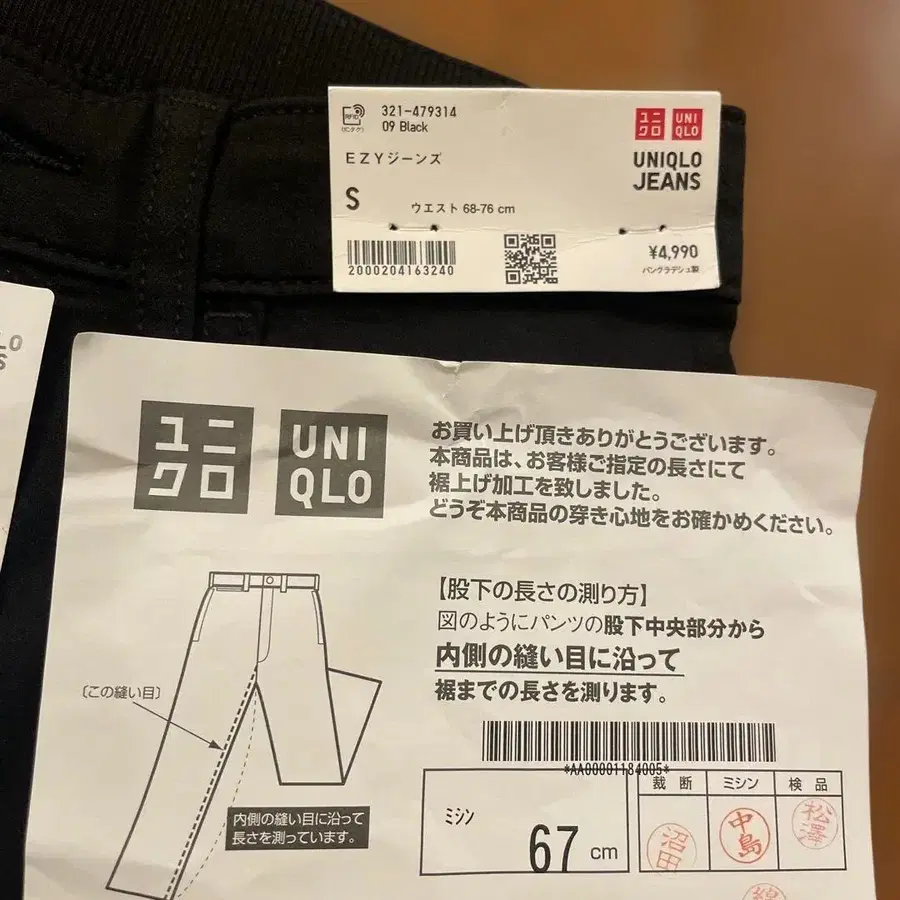 321-479314
09 Black
EZYジーンズ
S
ウエスト 68-76 cm
2000204163240
ユニ
クロ
UNI
QLO
UNIQLO
JEANS
¥4,990
バングラデシュ製
LO
S
ユニ
クロ
UNI
QLO
お買い上げ頂きありがとうございます。
本商品は、お客様ご指定の長さにて
裾上げ加工を致しました。
どうぞ本商品の穿き心地をお確かめください。
【股下の長さの測り方】
図のようにパンツの股下中央部分から
内側の縫い目に沿って
裾までの長さを測ります。
〔この縫い目〕
内側の縫い目に沿って
長さを測っています。
*AA00001184005*
ミシン
67 cm
裁断 ミシン 検品
沼田 中島 松澤